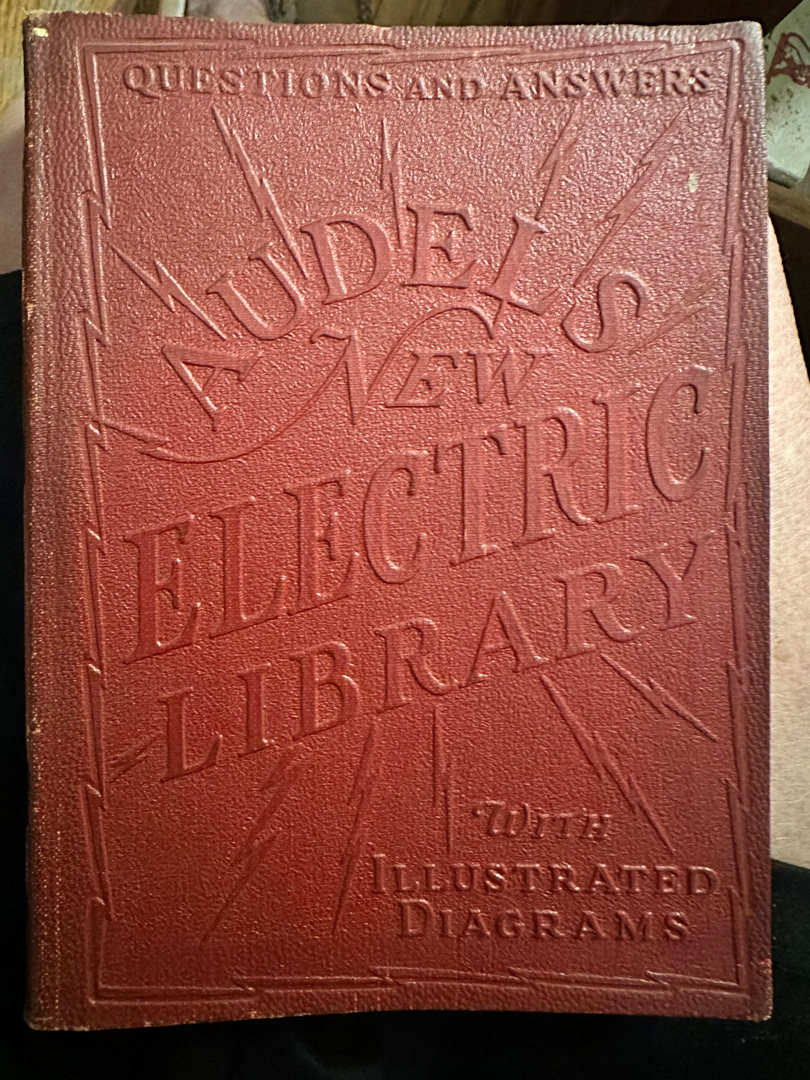 QUESTIONS AND ANSWERS
AUDELS
NEW
ELECTRIC
LIBRARY
WITH
ILLUSTRATED
DIAGRAMS